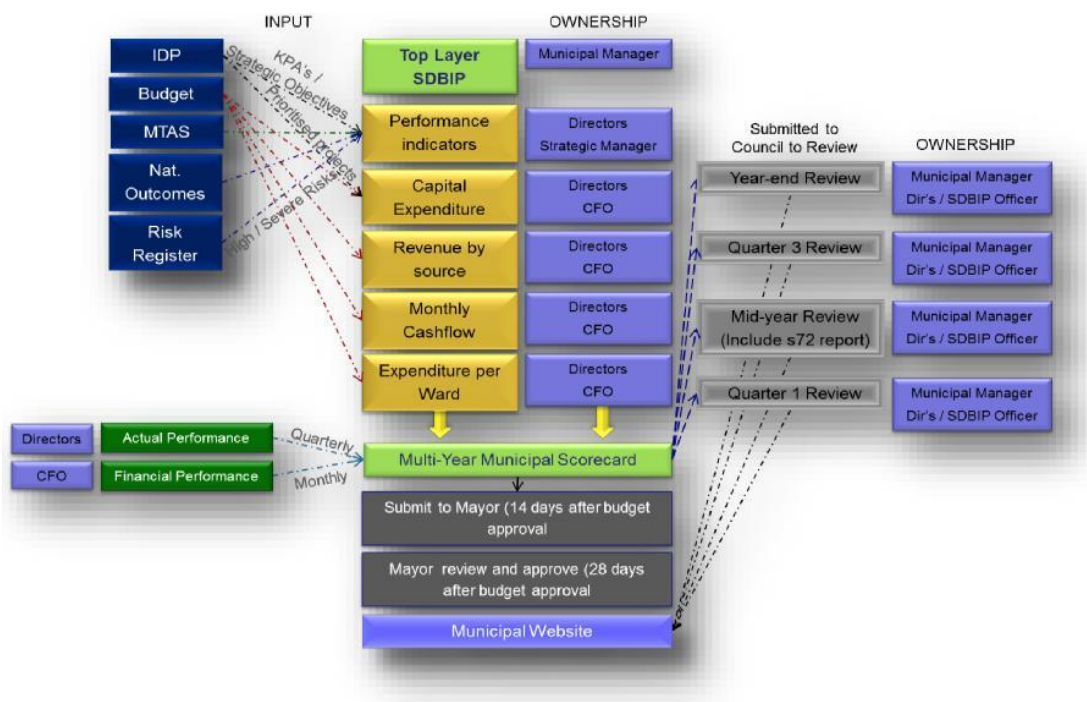 INPUT
OWNERSHIP
IDP
Budget
MTAS
Nat.
Outcomes
Risk
Register
KPA's /
Strategic Objectives
Prioritised projects
High / Severe Risks
Top Layer
SDBIP
Municipal Manager
Performance
indicators
Directors
Strategic Manager
Capital
Expenditure
Directors
CFO
Revenue by
source
Directors
CFO
Monthly
Cashflow
Directors
CFO
Expenditure per
Ward
Directors
CFO
Submitted to
Council to Review
OWNERSHIP
Year-end Review
Municipal Manager
Dir's / SDBIP Officer
Quarter 3 Review
Municipal Manager
Dir's / SDBIP Officer
Mid-year Review
(Include s72 report)
Municipal Manager
Dir's / SDBIP Officer
Quarter 1 Review
Municipal Manager
Dir's / SDBIP Officer
Directors
Actual Performance
Quarterly
CFO
Financial Performance
Monthly
Multi-Year Municipal Scorecard
Submit to Mayor (14 days after budget
approval
Mayor review and approve (28 days
after budget approval
Municipal Website